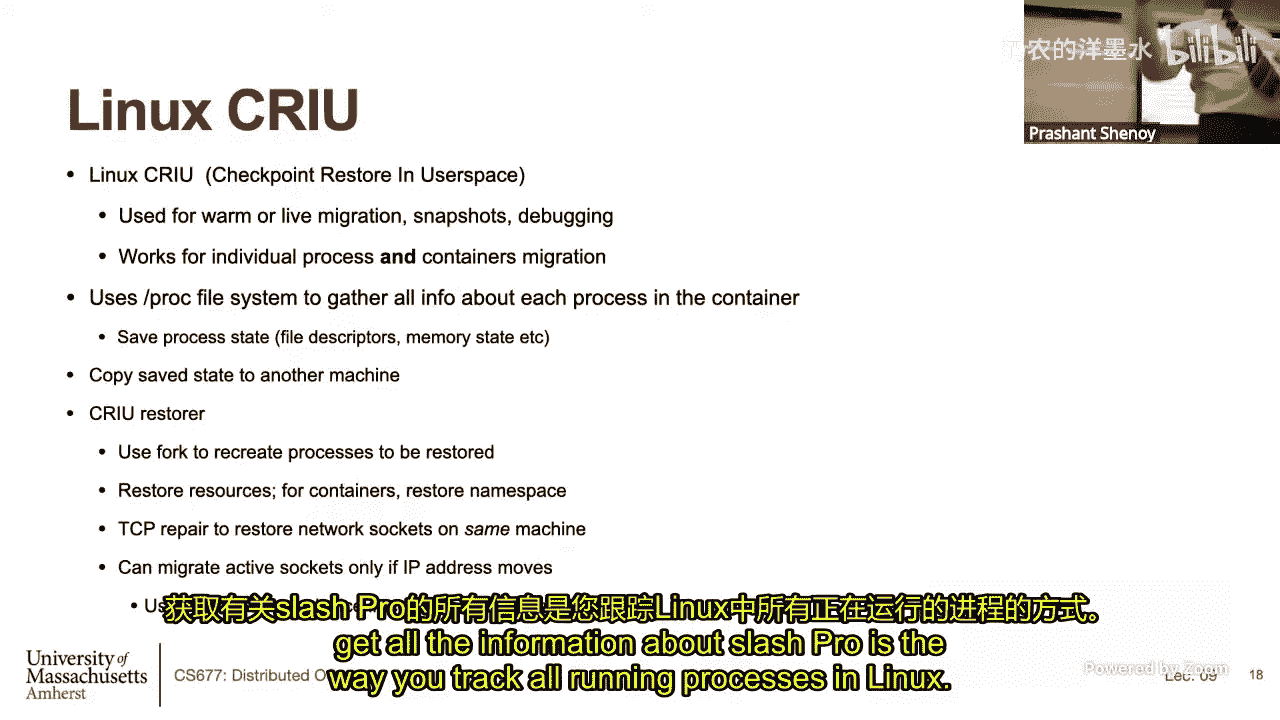 农的洋墨水 bilibili
Prashant Shenoy
Linux CRIU
• Linux CRIU (Checkpoint Restore In Userspace)
• Used for warm or live migration, snapshots, debugging
• Works for individual process and containers migration
• Uses /proc file system to gather all info about each process in the container
• Save process state (file descriptors, memory state etc)
• Copy saved state to another machine
• CRIU restorer
• Use fork to recreate processes to be restored
• Restore resources; for containers, restore namespace
• TCP repair to restore network sockets on same machine
• Can migrate active sockets only if IP address moves
获取有关slash Pro的所有信息是您跟踪Linux中所有正在运行的进程的方式。
get all the information about slash Pro is the
way you track all running processes in Linux.
University of
Massachusetts
Amherst
CS677: Distributed
Powered by Zoom
Lec. 09
18